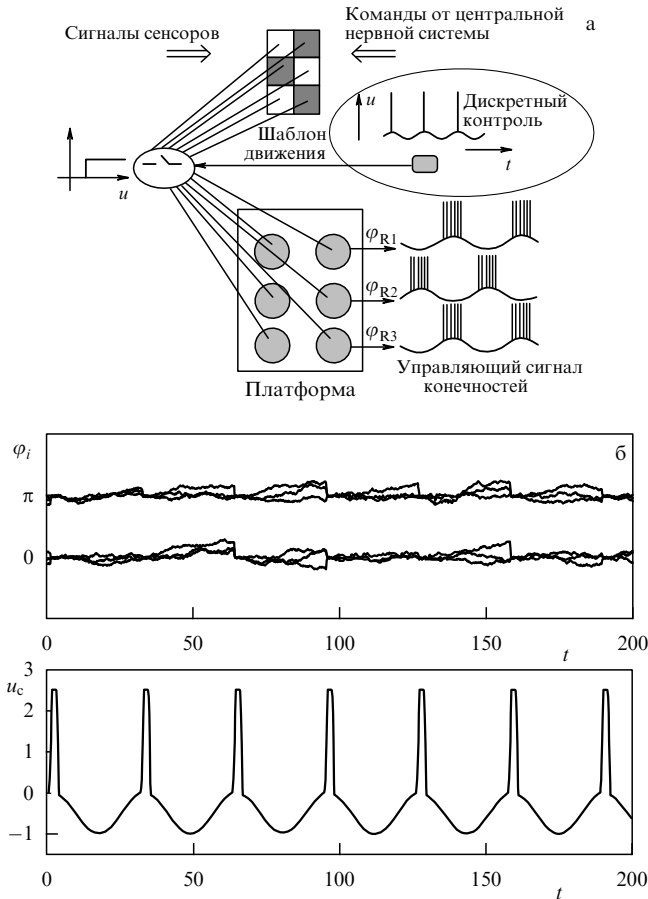 Команды от центральной
нервной системы
а
Сигналы сенсоров
u
Дискретный
контроль
t
Шаблон
движения
u
φR1
φR2
φR3
Управляющий сигнал
конечностей
Платформа
φi
б
π
0
0
50
100
150
t
200
3
uc
2
1
0
−1
0
50
100
150
t
200